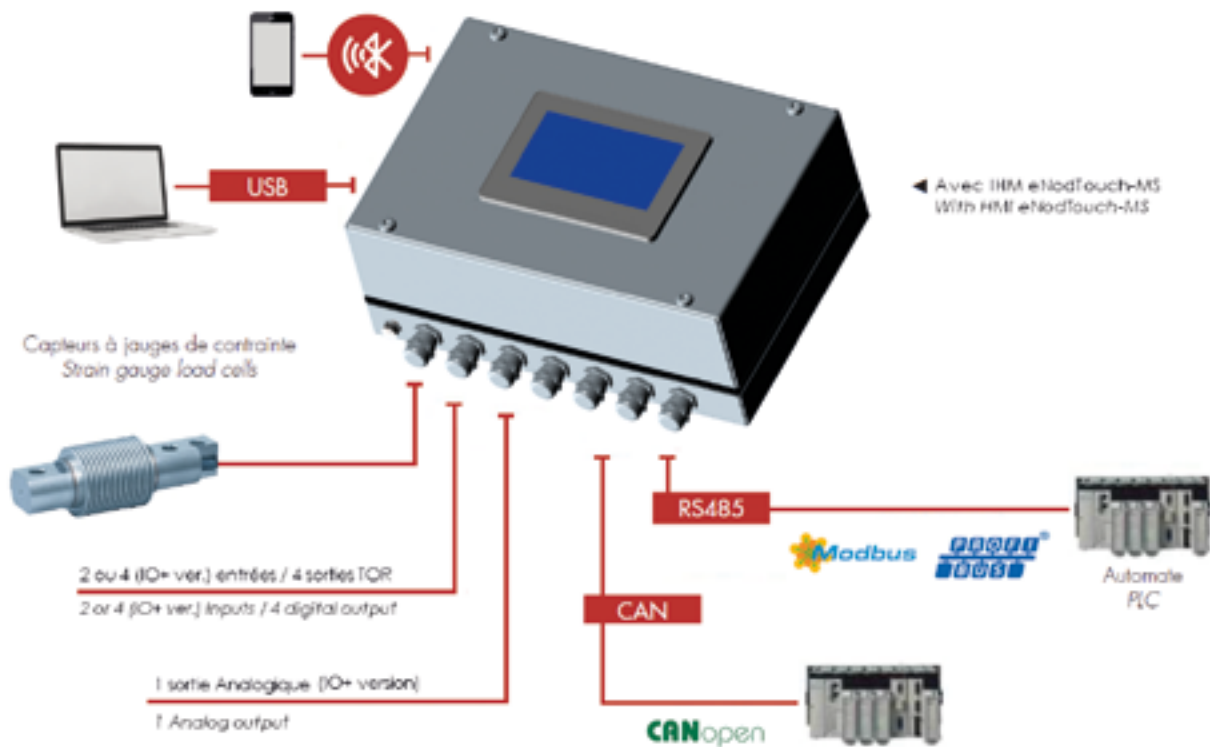 USB
◄ Avec IHM eNodTouch-MS
With HMI eNodTouch-MS
Capteurs à jauges de contrainte
Strain gauge load cells
RS485
Modbus
PROFI
BUS®
Automate
PLC
2 ou 4 (IO+ ver.) entrées / 4 sorties TOR
2 or 4 (IO+ ver.) Inputs / 4 digital output
CAN
1 sortie Analogique (IO+ version)
1 Analog output
CANopen